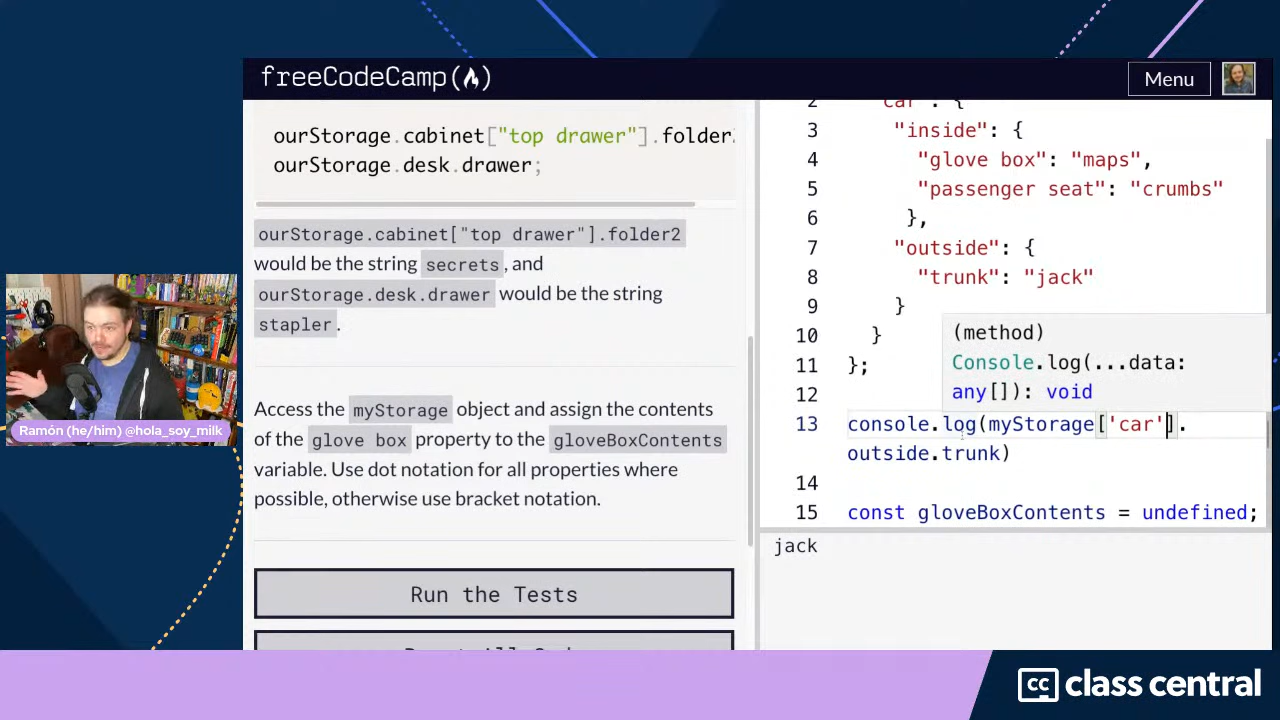 freeCodeCamp
Menu
ourStorage.cabinet["top drawer"].folder2
ourStorage.desk.drawer;
ourStorage.cabinet["top drawer"].folder2
would be the string secrets, and
ourStorage.desk.drawer would be the string
stapler.
Access the myStorage object and assign the contents
of the glove box property to the gloveBoxContents
variable. Use dot notation for all properties where
possible, otherwise use bracket notation.
Run the Tests
2 "car": {
3 "inside": {
4 "glove box": "maps",
5 "passenger seat": "crumbs"
6 },
7 "outside": {
8 "trunk": "jack"
9 }
10 }
11 };
12
(method)
Console.log(...data:
any[]): void
13 console.log(myStorage['car'].
outside.trunk)
14
15 const gloveBoxContents = undefined;
jack
Ramón (he/him) @hola_soy_milk
cc class central